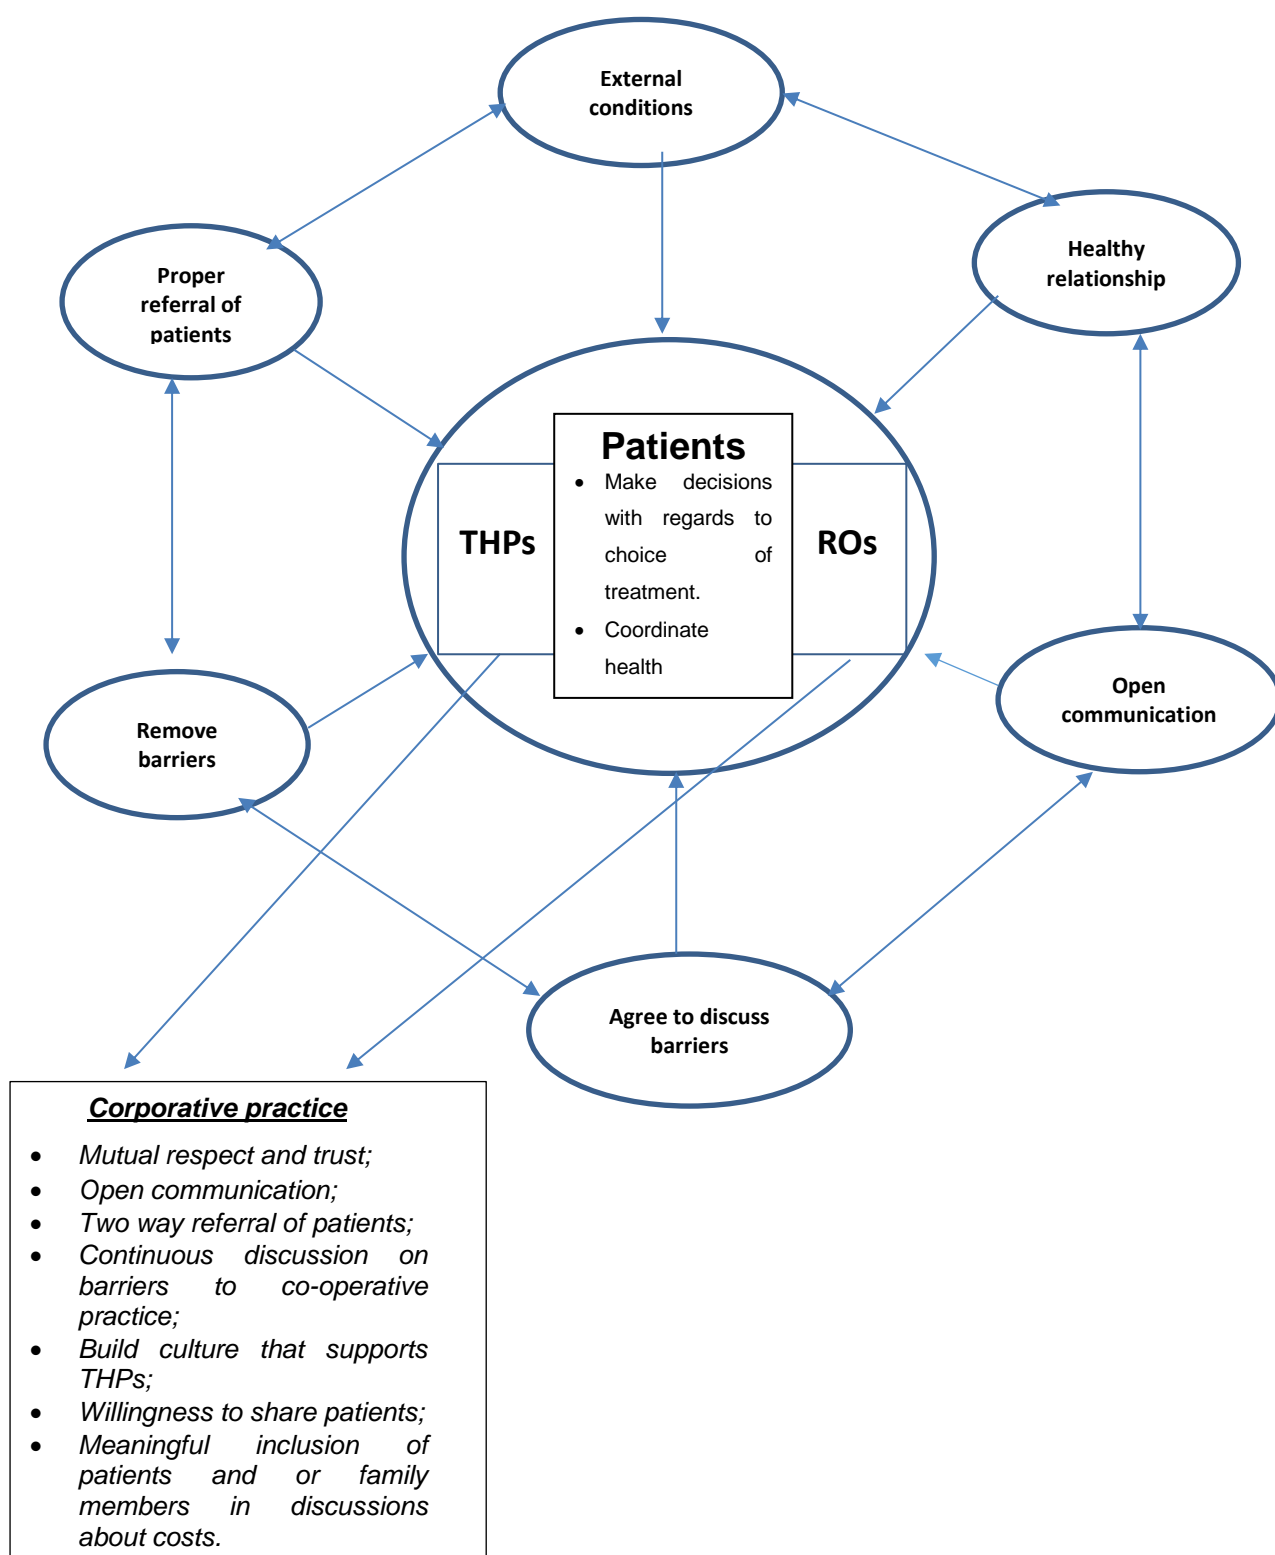 External
conditions
Healthy
relationship
Proper
referral of
patients
Patients
• Make decisions
with regards to
choice of
treatment.
• Coordinate
health
THPs
ROs
Open
communication
Remove
barriers
Agree to discuss
barriers
Corporative practice
• Mutual respect and trust;
• Open communication;
• Two way referral of patients;
• Continuous discussion on
barriers to co-operative
practice;
• Build culture that supports
THPs;
• Willingness to share patients;
• Meaningful inclusion of
patients and or family
members in discussions
about costs.